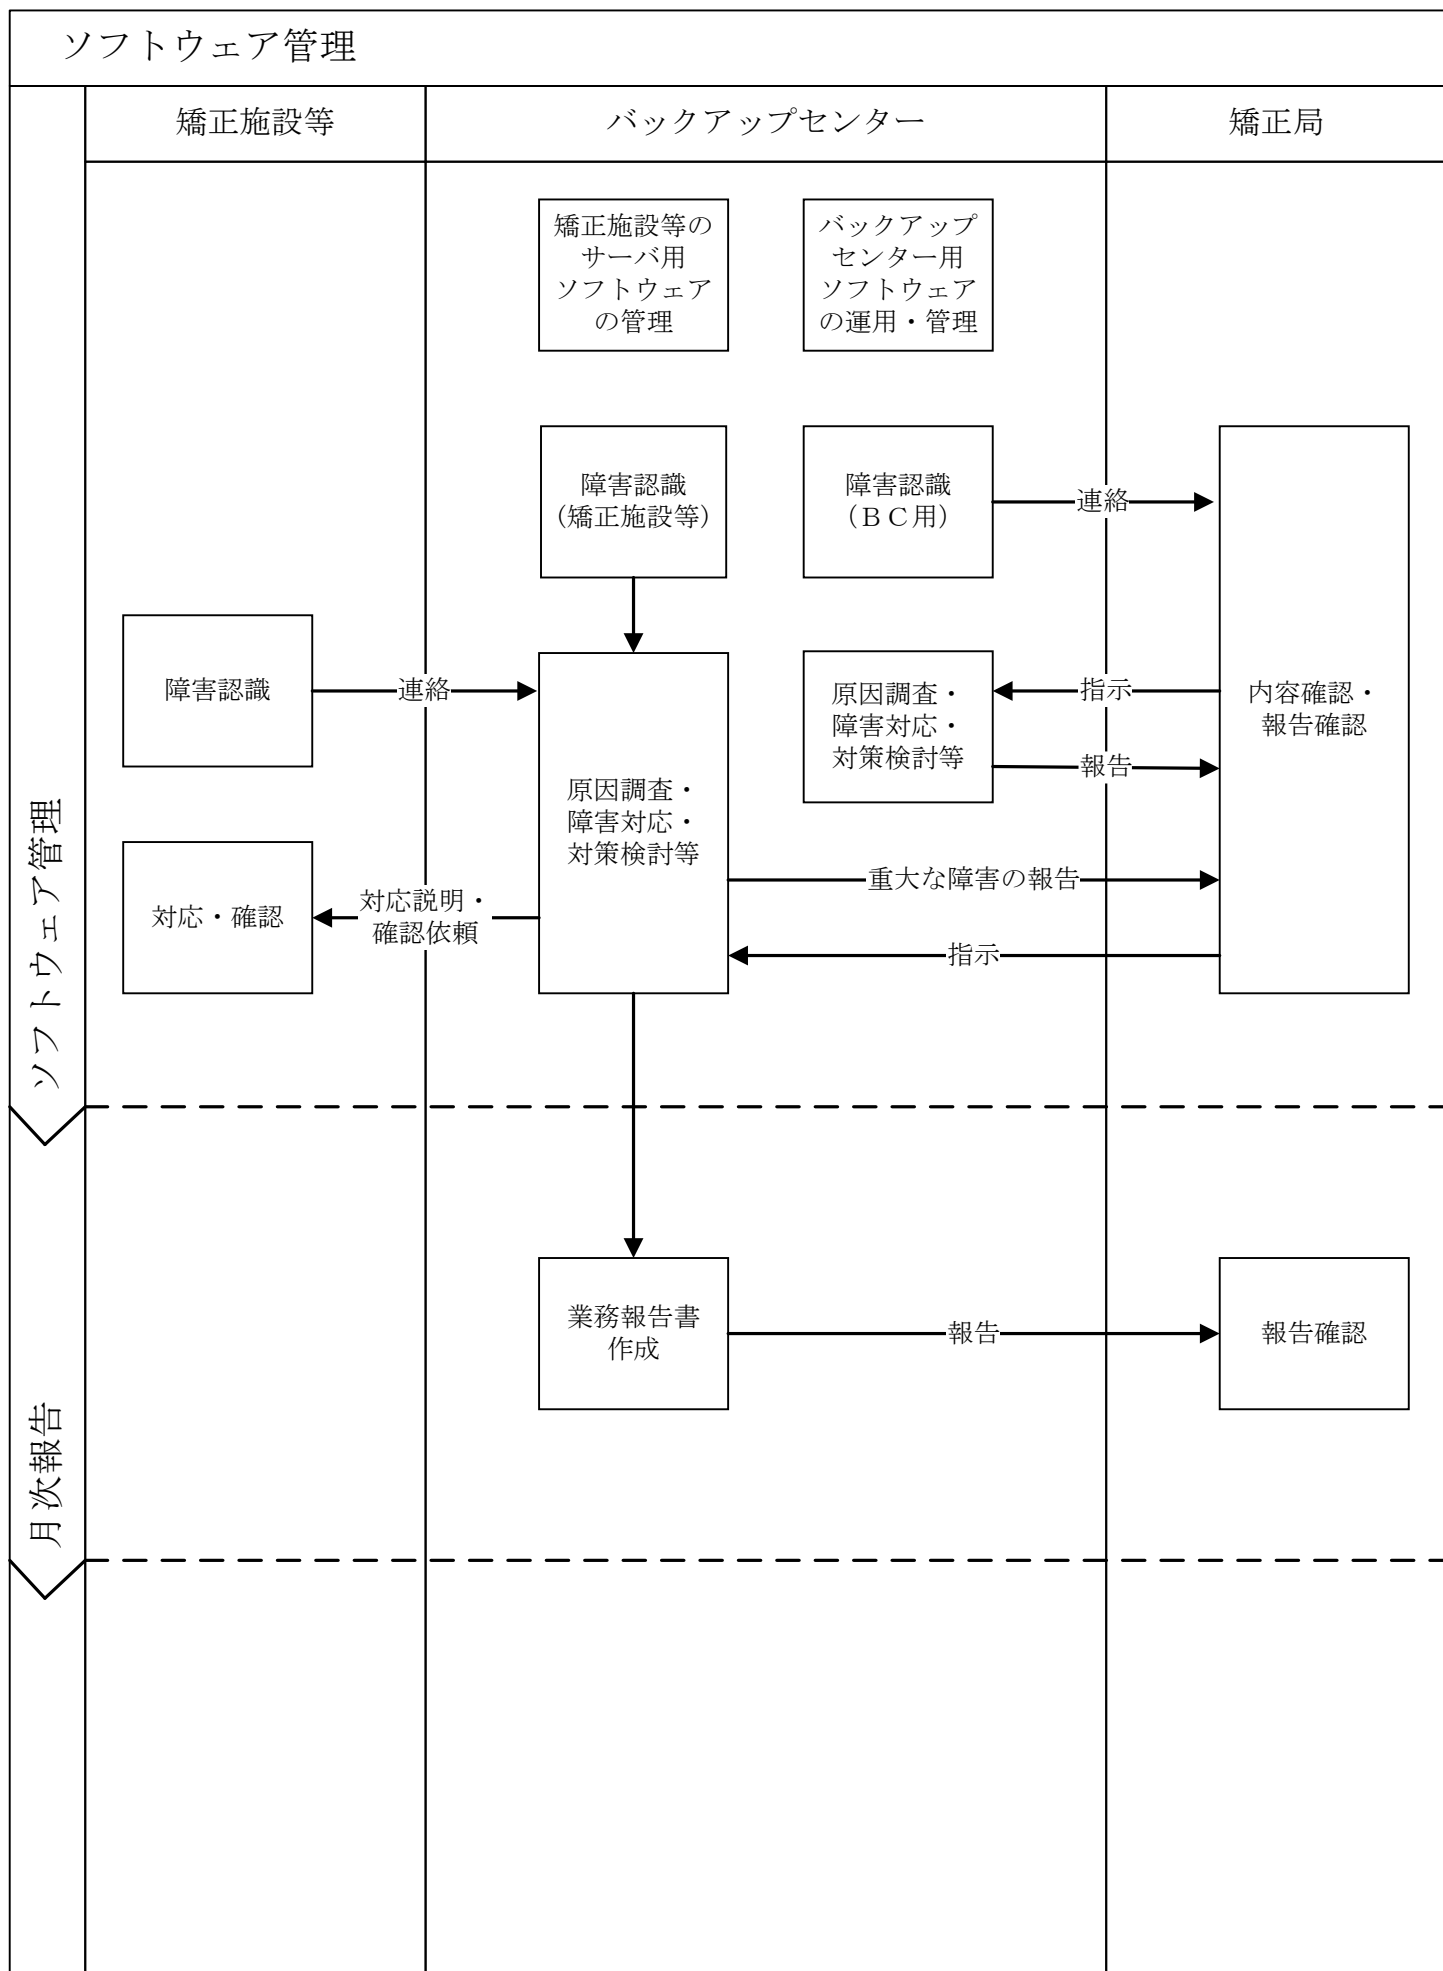 ソフトウェア管理
矯正施設等
バックアップセンター
矯正局
矯正施設等の
サーバ用
ソフトウェア
の管理
バックアップ
センター用
ソフトウェア
の運用・管理
障害認識
（矯正施設等）
障害認識
（ＢＣ用）
連絡
障害認識
連絡
原因調査・
障害対応・
対策検討等
指示
報告
内容確認・
報告確認
原因調査・
障害対応・
対策検討等
重大な障害の報告
対応・確認
対応説明・
確認依頼
指示
ソフトウェア管理
業務報告書
作成
報告
報告確認
月次報告